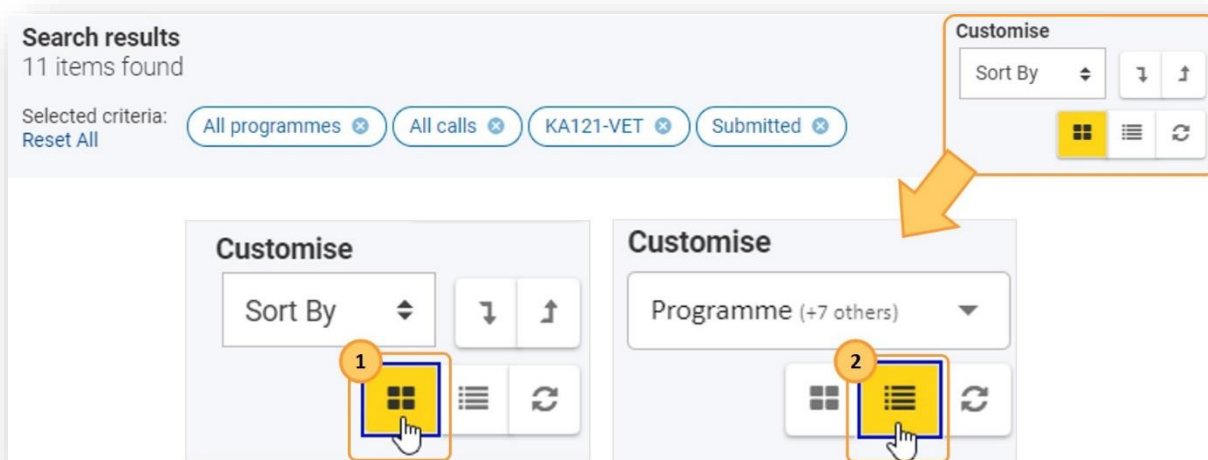 Search results
11 items found
Selected criteria:
Reset All
All programmes
All calls
KA121-VET
Submitted
Customise
Sort By
Customise
Sort By
1
Customise
Programme (+7 others)
2